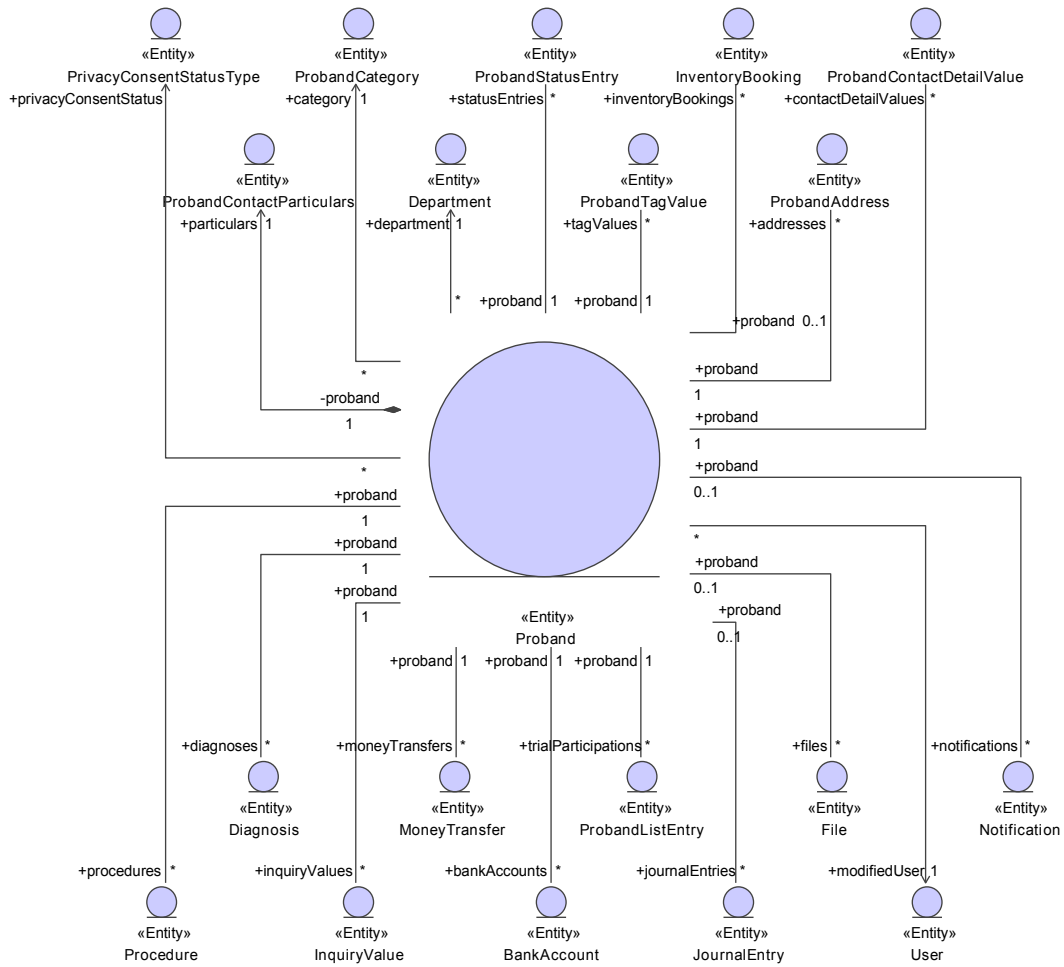 «Entity»
PrivacyConsentStatusType
+privacyConsentStatus
«Entity»
ProbandCategory
+category 1
«Entity»
ProbandStatusEntry
+statusEntries *
«Entity»
InventoryBooking
+inventoryBookings *
«Entity»
ProbandContactDetailValue
+contactDetailValues *
«Entity»
ProbandContactParticulars
+particulars 1
«Entity»
Department
+department 1
«Entity»
ProbandTagValue
+tagValues *
«Entity»
ProbandAddress
+addresses *
*
+proband 1
+proband 1
+proband 0..1
*
-proband
1
*
+proband
1
+proband
1
+proband
1
+proband
1
+proband
1
+proband
0..1
*
+proband
0..1
+proband
0..1
«Entity»
Proband
+proband 1
+proband 1
+proband 1
+diagnoses *
+moneyTransfers *
+trialParticipations *
+files *
+notifications *
«Entity»
Diagnosis
«Entity»
MoneyTransfer
«Entity»
ProbandListEntry
«Entity»
File
«Entity»
Notification
+procedures *
+inquiryValues *
+bankAccounts *
+journalEntries *
+modifiedUser 1
«Entity»
Procedure
«Entity»
InquiryValue
«Entity»
BankAccount
«Entity»
JournalEntry
«Entity»
User